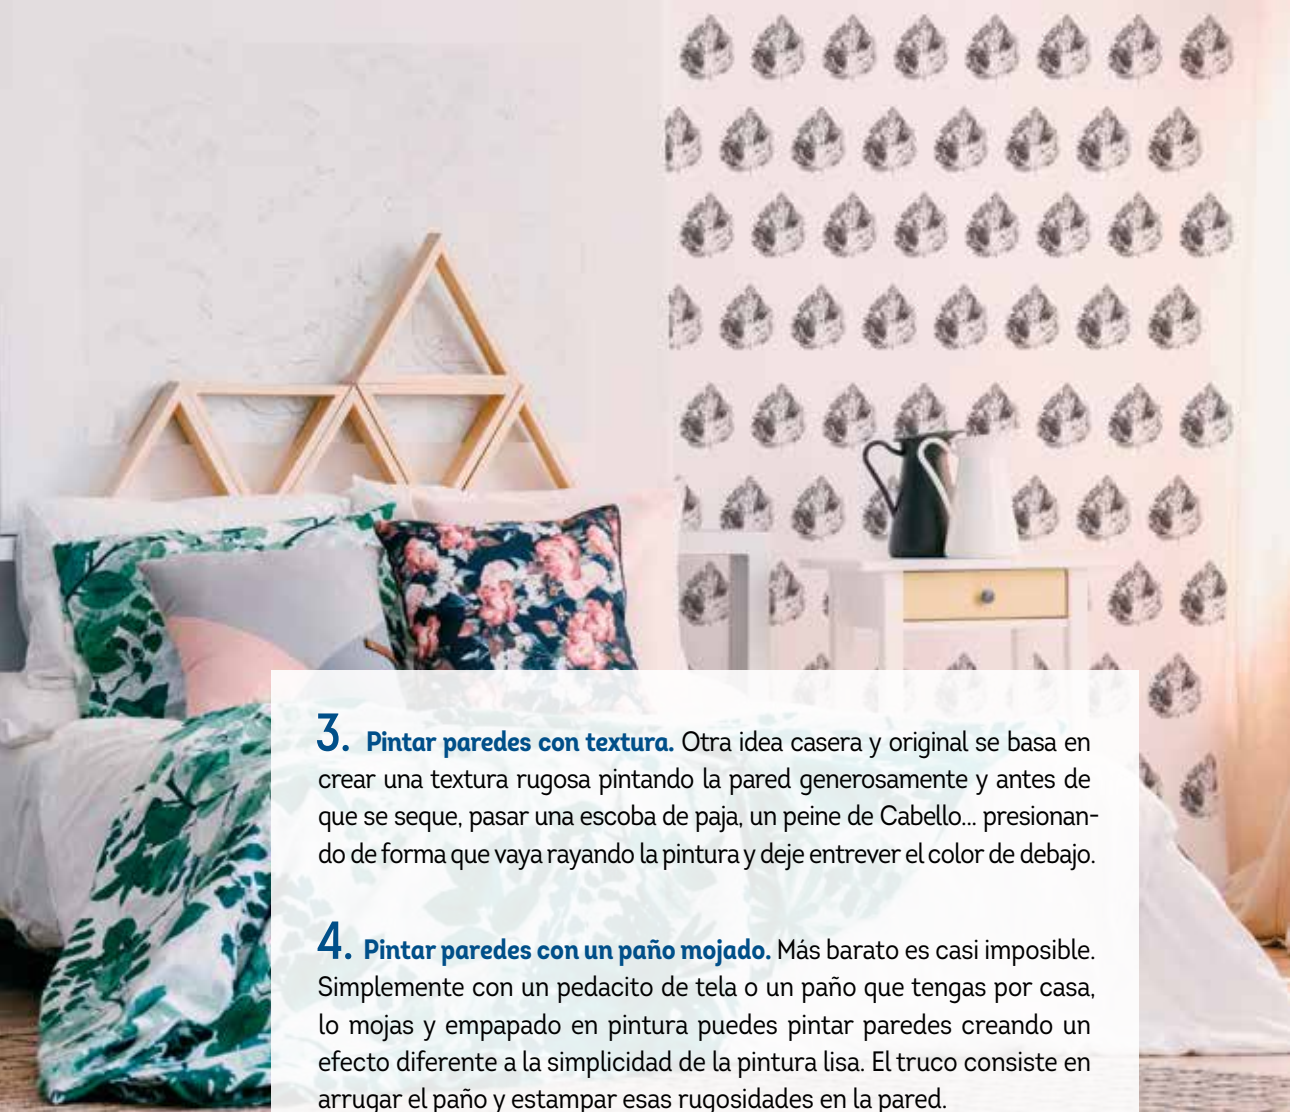 3. Pintar paredes con textura. Otra idea casera y original se basa en
crear una textura rugosa pintando la pared generosamente y antes de
que se seque, pasar una escoba de paja, un peine de Cabello... presionan-
do de forma que vaya rayando la pintura y deje entrever el color de debajo.
4. Pintar paredes con un paño mojado. Más barato es casi imposible.
Simplemente con un pedacito de tela o un paño que tengas por casa,
lo mojas y empapado en pintura puedes pintar paredes creando un
efecto diferente a la simplicidad de la pintura lisa. El truco consiste en
arrugar el paño y estampar esas rugosidades en la pared.